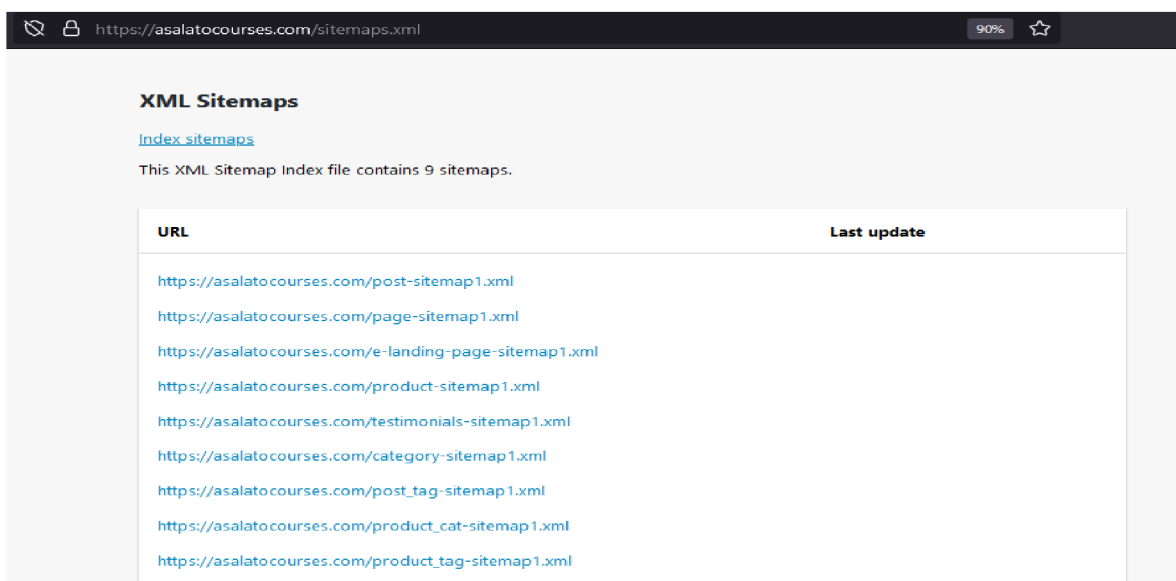 https://asalatocourses.com/sitemaps.xml 90%
XML Sitemaps
Index sitemaps
This XML Sitemap Index file contains 9 sitemaps.
URL Last update
https://asalatocourses.com/post-sitemap1.xml
https://asalatocourses.com/page-sitemap1.xml
https://asalatocourses.com/e-landing-page-sitemap1.xml
https://asalatocourses.com/product-sitemap1.xml
https://asalatocourses.com/testimonials-sitemap1.xml
https://asalatocourses.com/category-sitemap1.xml
https://asalatocourses.com/post_tag-sitemap1.xml
https://asalatocourses.com/product_cat-sitemap1.xml
https://asalatocourses.com/product_tag-sitemap1.xml